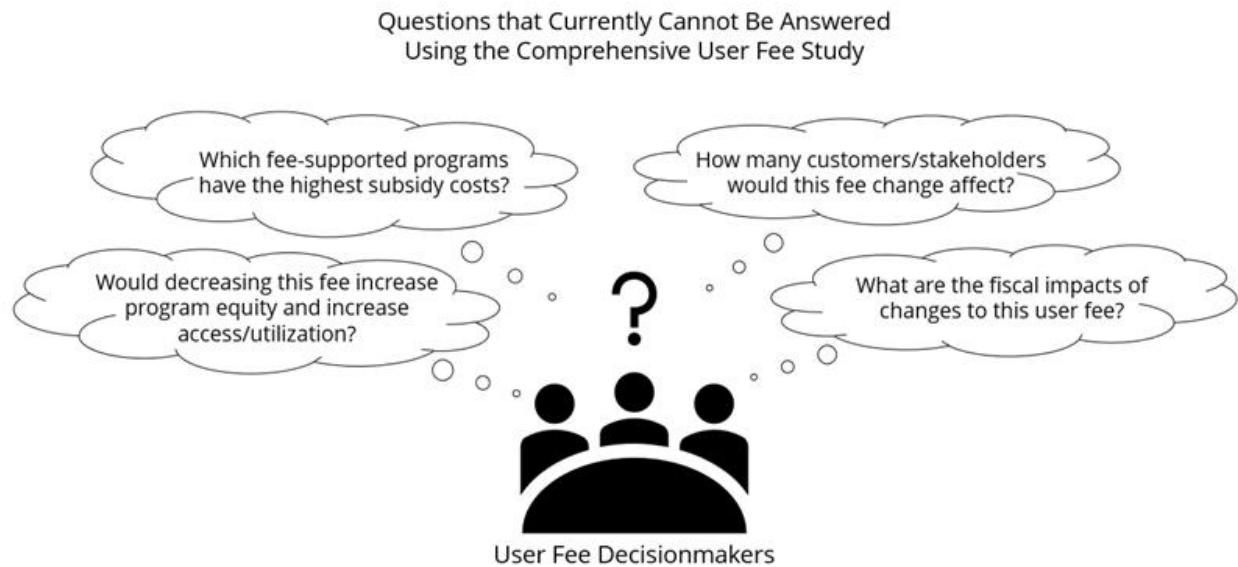 Questions that Currently Cannot Be Answered
Using the Comprehensive User Fee Study
Which fee-supported programs
have the highest subsidy costs?
How many customers/stakeholders
would this fee change affect?
Would decreasing this fee increase
program equity and increase
access/utilization?
What are the fiscal impacts of
changes to this user fee?
?
User Fee Decisionmakers